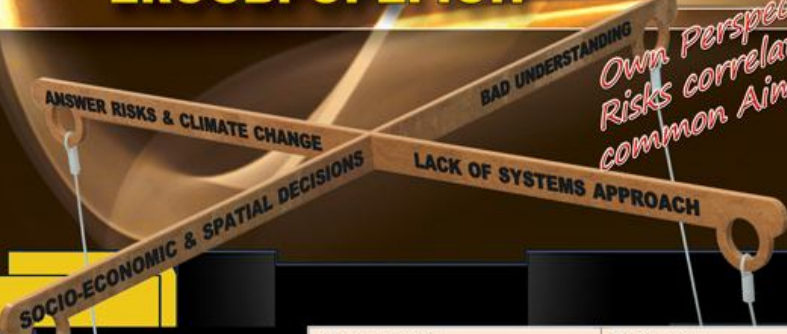 BAD UNDERSTANDING
Own
Risks
common
ANSWER RISKS & CLIMATE CHANGE
LACK OF SYSTEMS APPROACH
SOCIO-ECONOMIC & SPATIAL DECISIONS